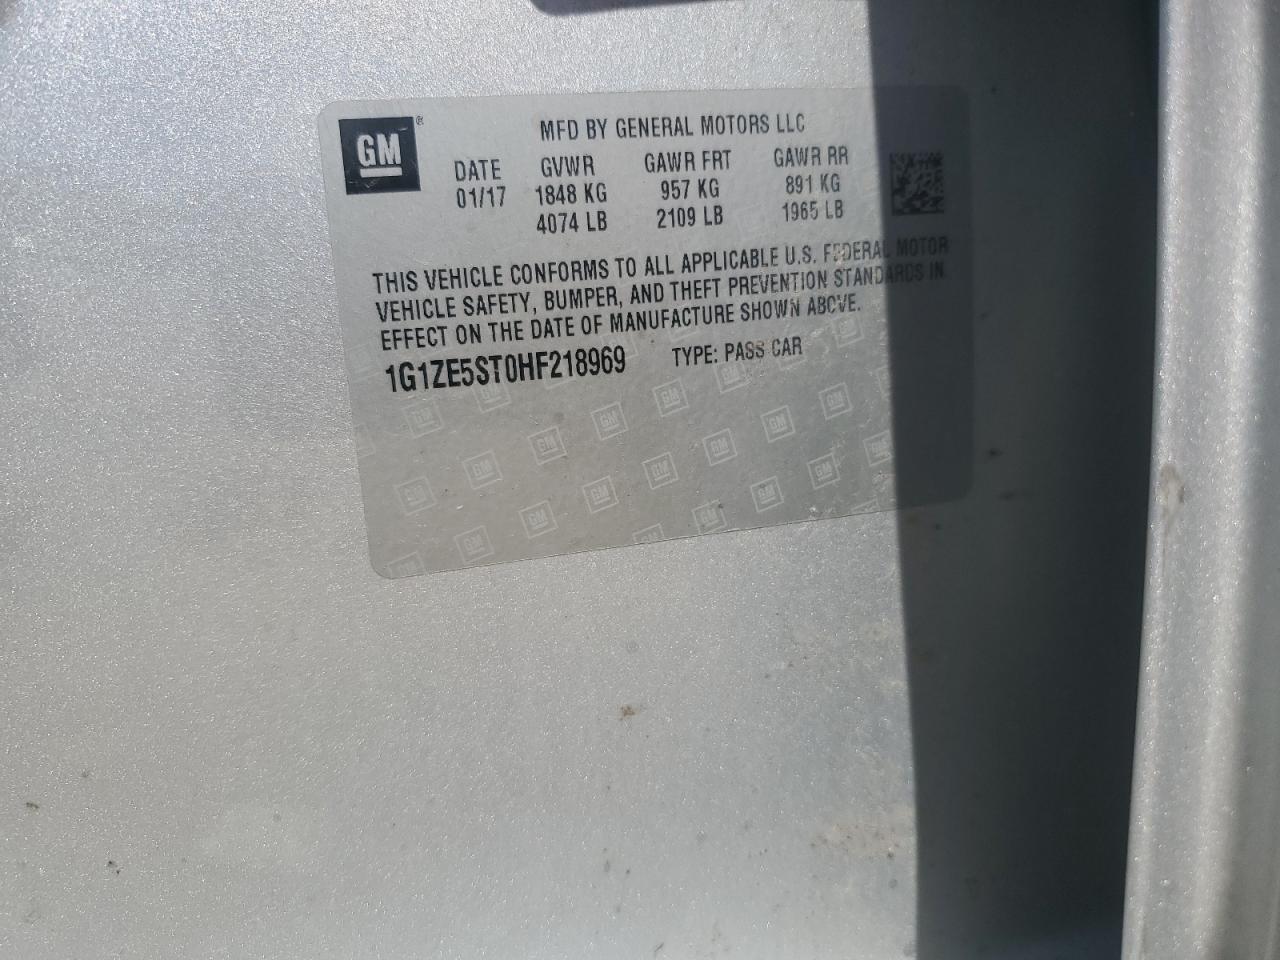 GM ®
MFD BY GENERAL MOTORS LLC
DATE GVWR GAWR FRT GAWR RR
01/17 1848 KG 957 KG 891 KG
4074 LB 2109 LB 1965 LB
THIS VEHICLE CONFORMS TO ALL APPLICABLE U.S. FEDERAL MOTOR
VEHICLE SAFETY, BUMPER, AND THEFT PREVENTION STANDARDS IN
EFFECT ON THE DATE OF MANUFACTURE SHOWN ABOVE.
1G1ZE5ST0HF218969 TYPE: PASS CAR